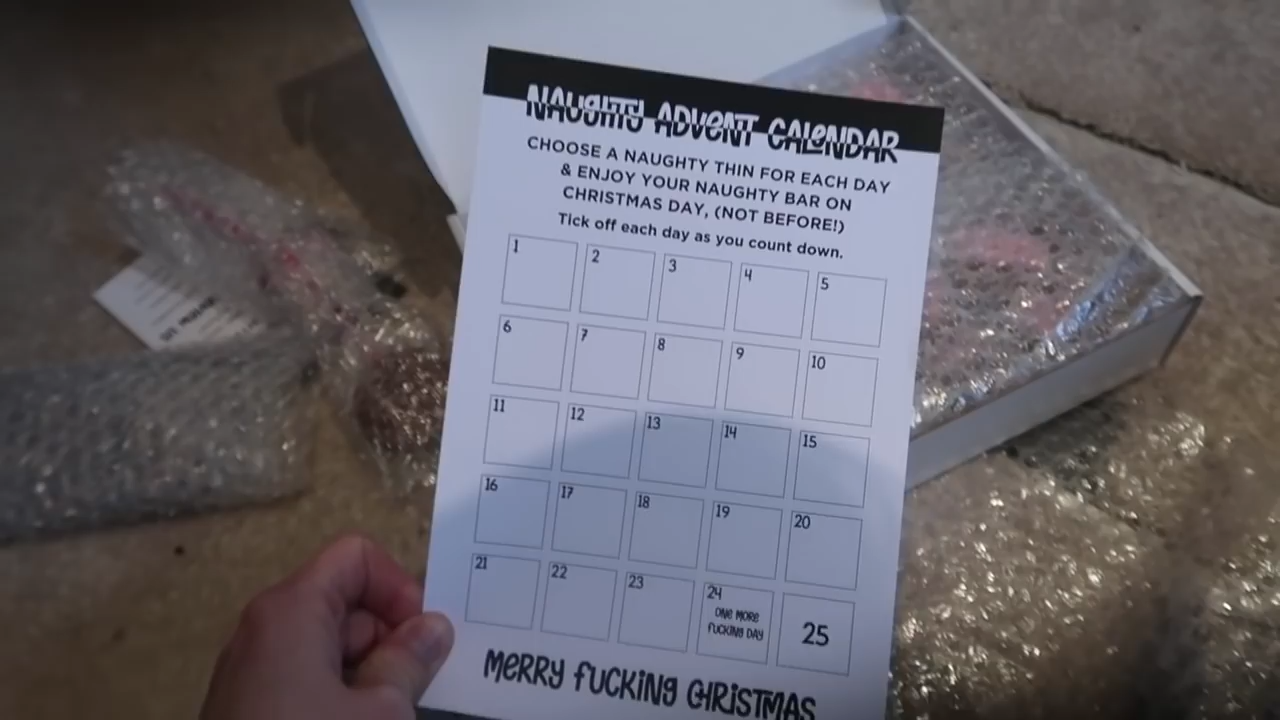 NAUGHTY ADVENT CALENDAR
CHOOSE A NAUGHTY THIN FOR EACH DAY
& ENJOY YOUR NAUGHTY BAR ON
CHRISTMAS DAY, (NOT BEFORE!)
Tick off each day as you count down.
1 2 3 4 5
6 7 8 9 10
11 12 13 14 15
16 17 18 19 20
21 22 23 24 25
ONE MORE
FUCKING DAY
MERRY FUCKING CHRISTMAS